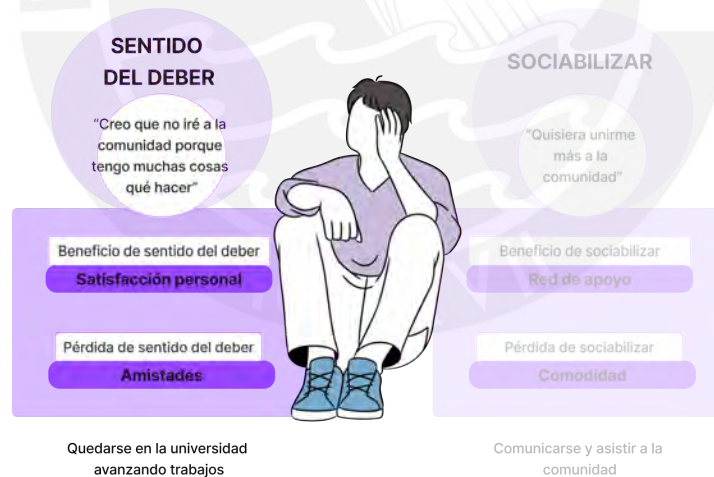 SENTIDO
DEL DEBER
"Creo que no iré a la
comunidad porque
tengo muchas cosas
qué hacer"
Beneficio de sentido del deber
Satisfacción personal
Pérdida de sentido del deber
Amistades
Quedarse en la universidad
avanzando trabajos
SOCIABILIZAR
"Quisiera unirme
más a la
comunidad"
Beneficio de sociabilizar
Red de apoyo
Pérdida de sociabilizar
Comodidad
Comunicarse y asistir a la
comunidad